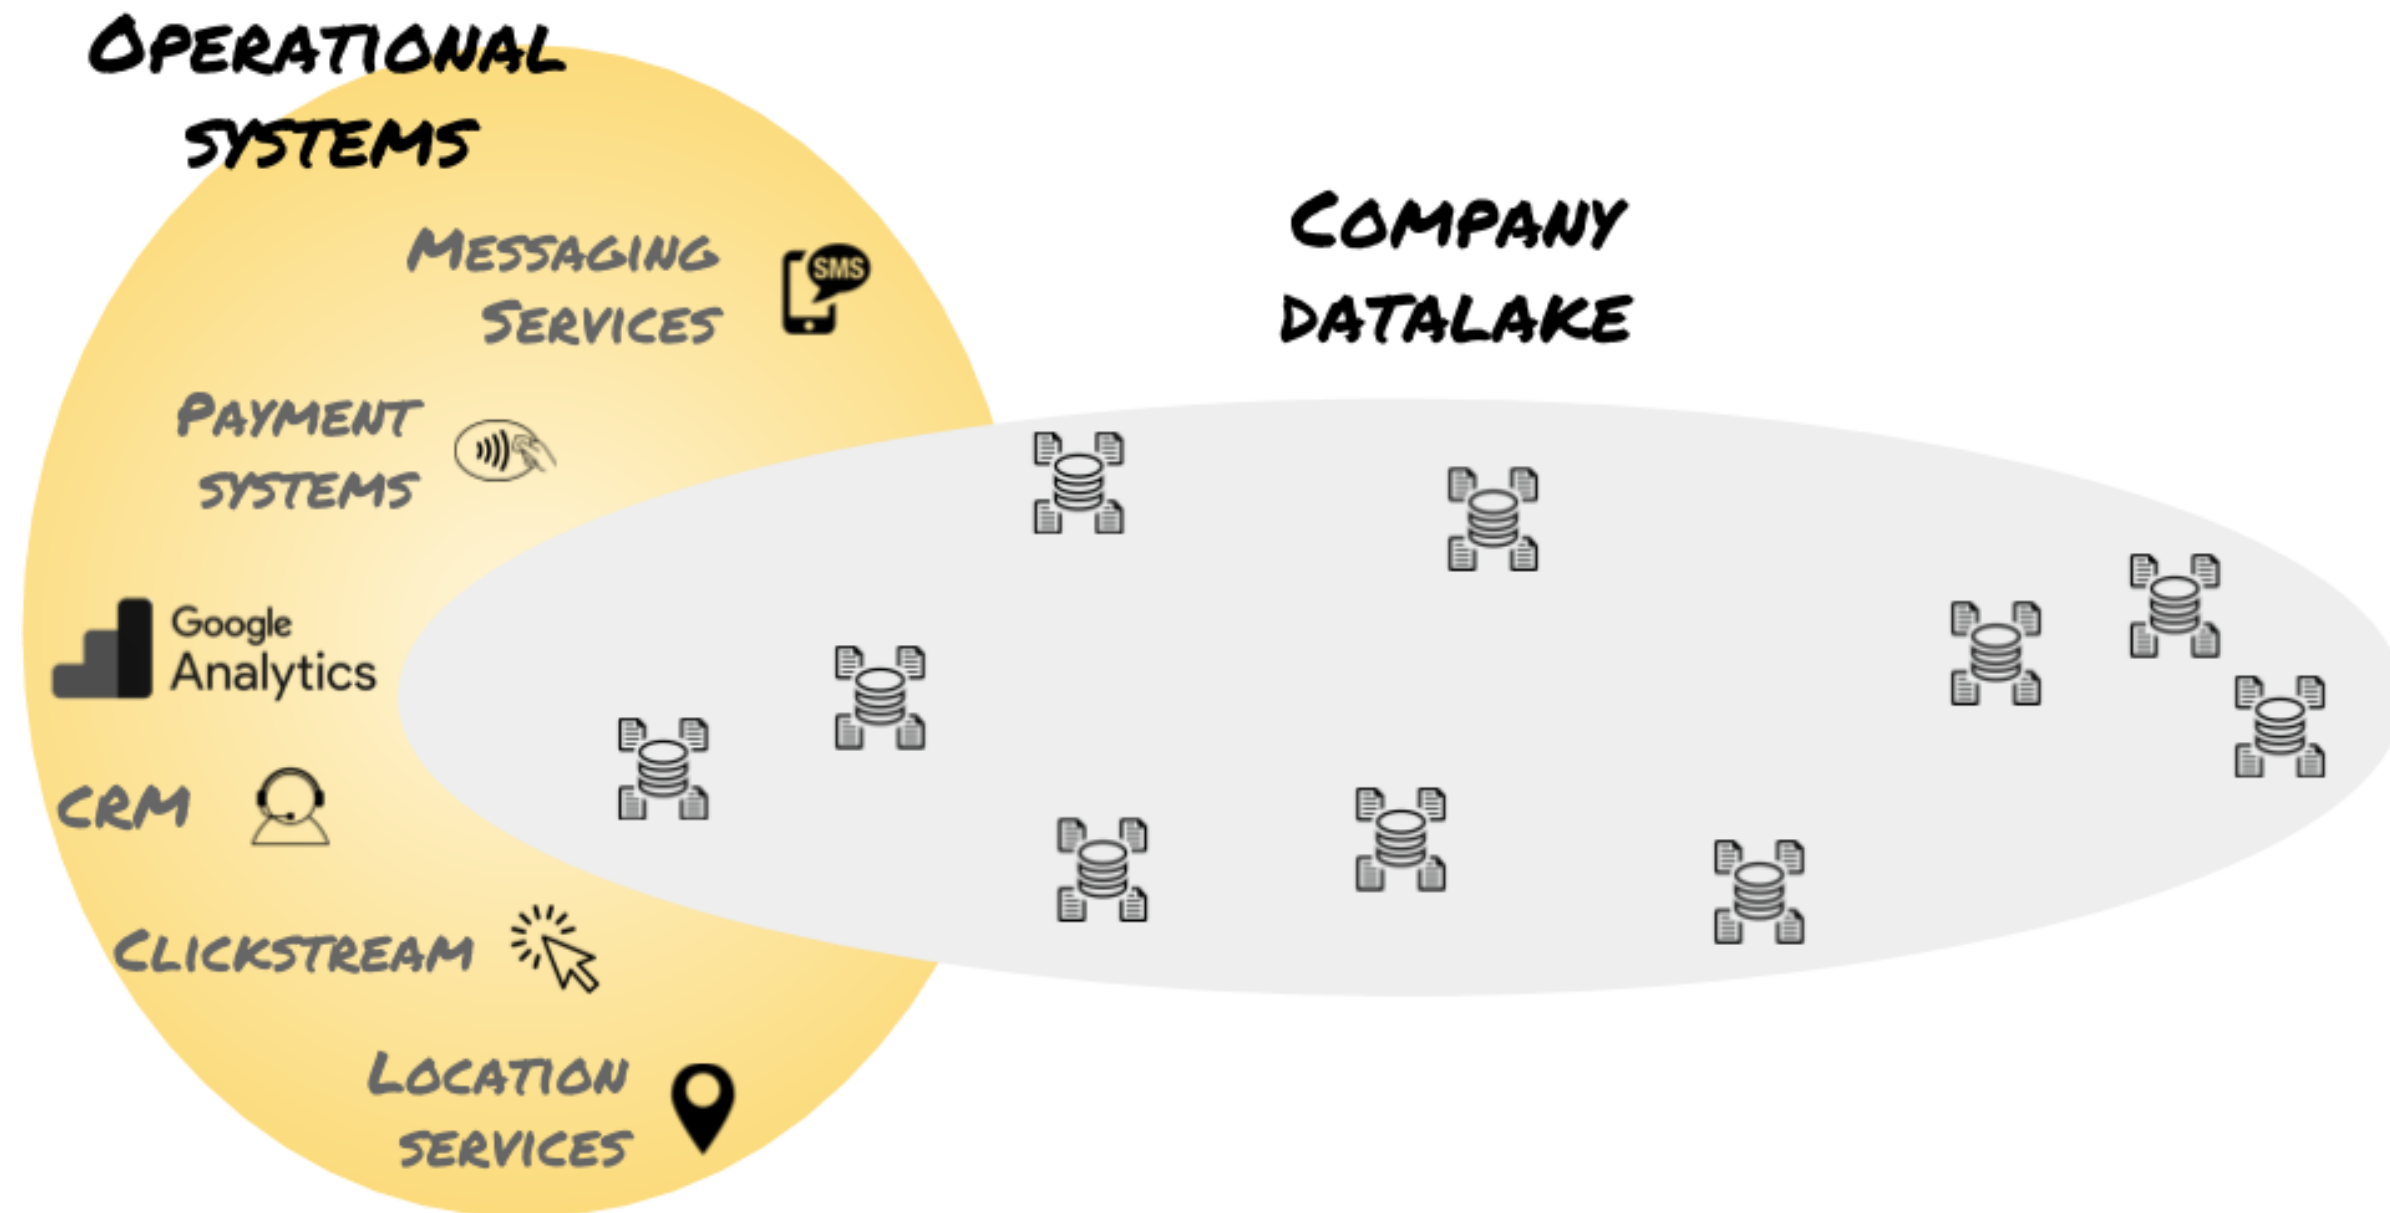 OPERATIONAL
SYSTEMS
MESSAGING
SERVICES
SMS
PAYMENT
SYSTEMS
Google
Analytics
CRM
CLICKSTREAM
LOCATION
SERVICES
COMPANY
DATALAKE